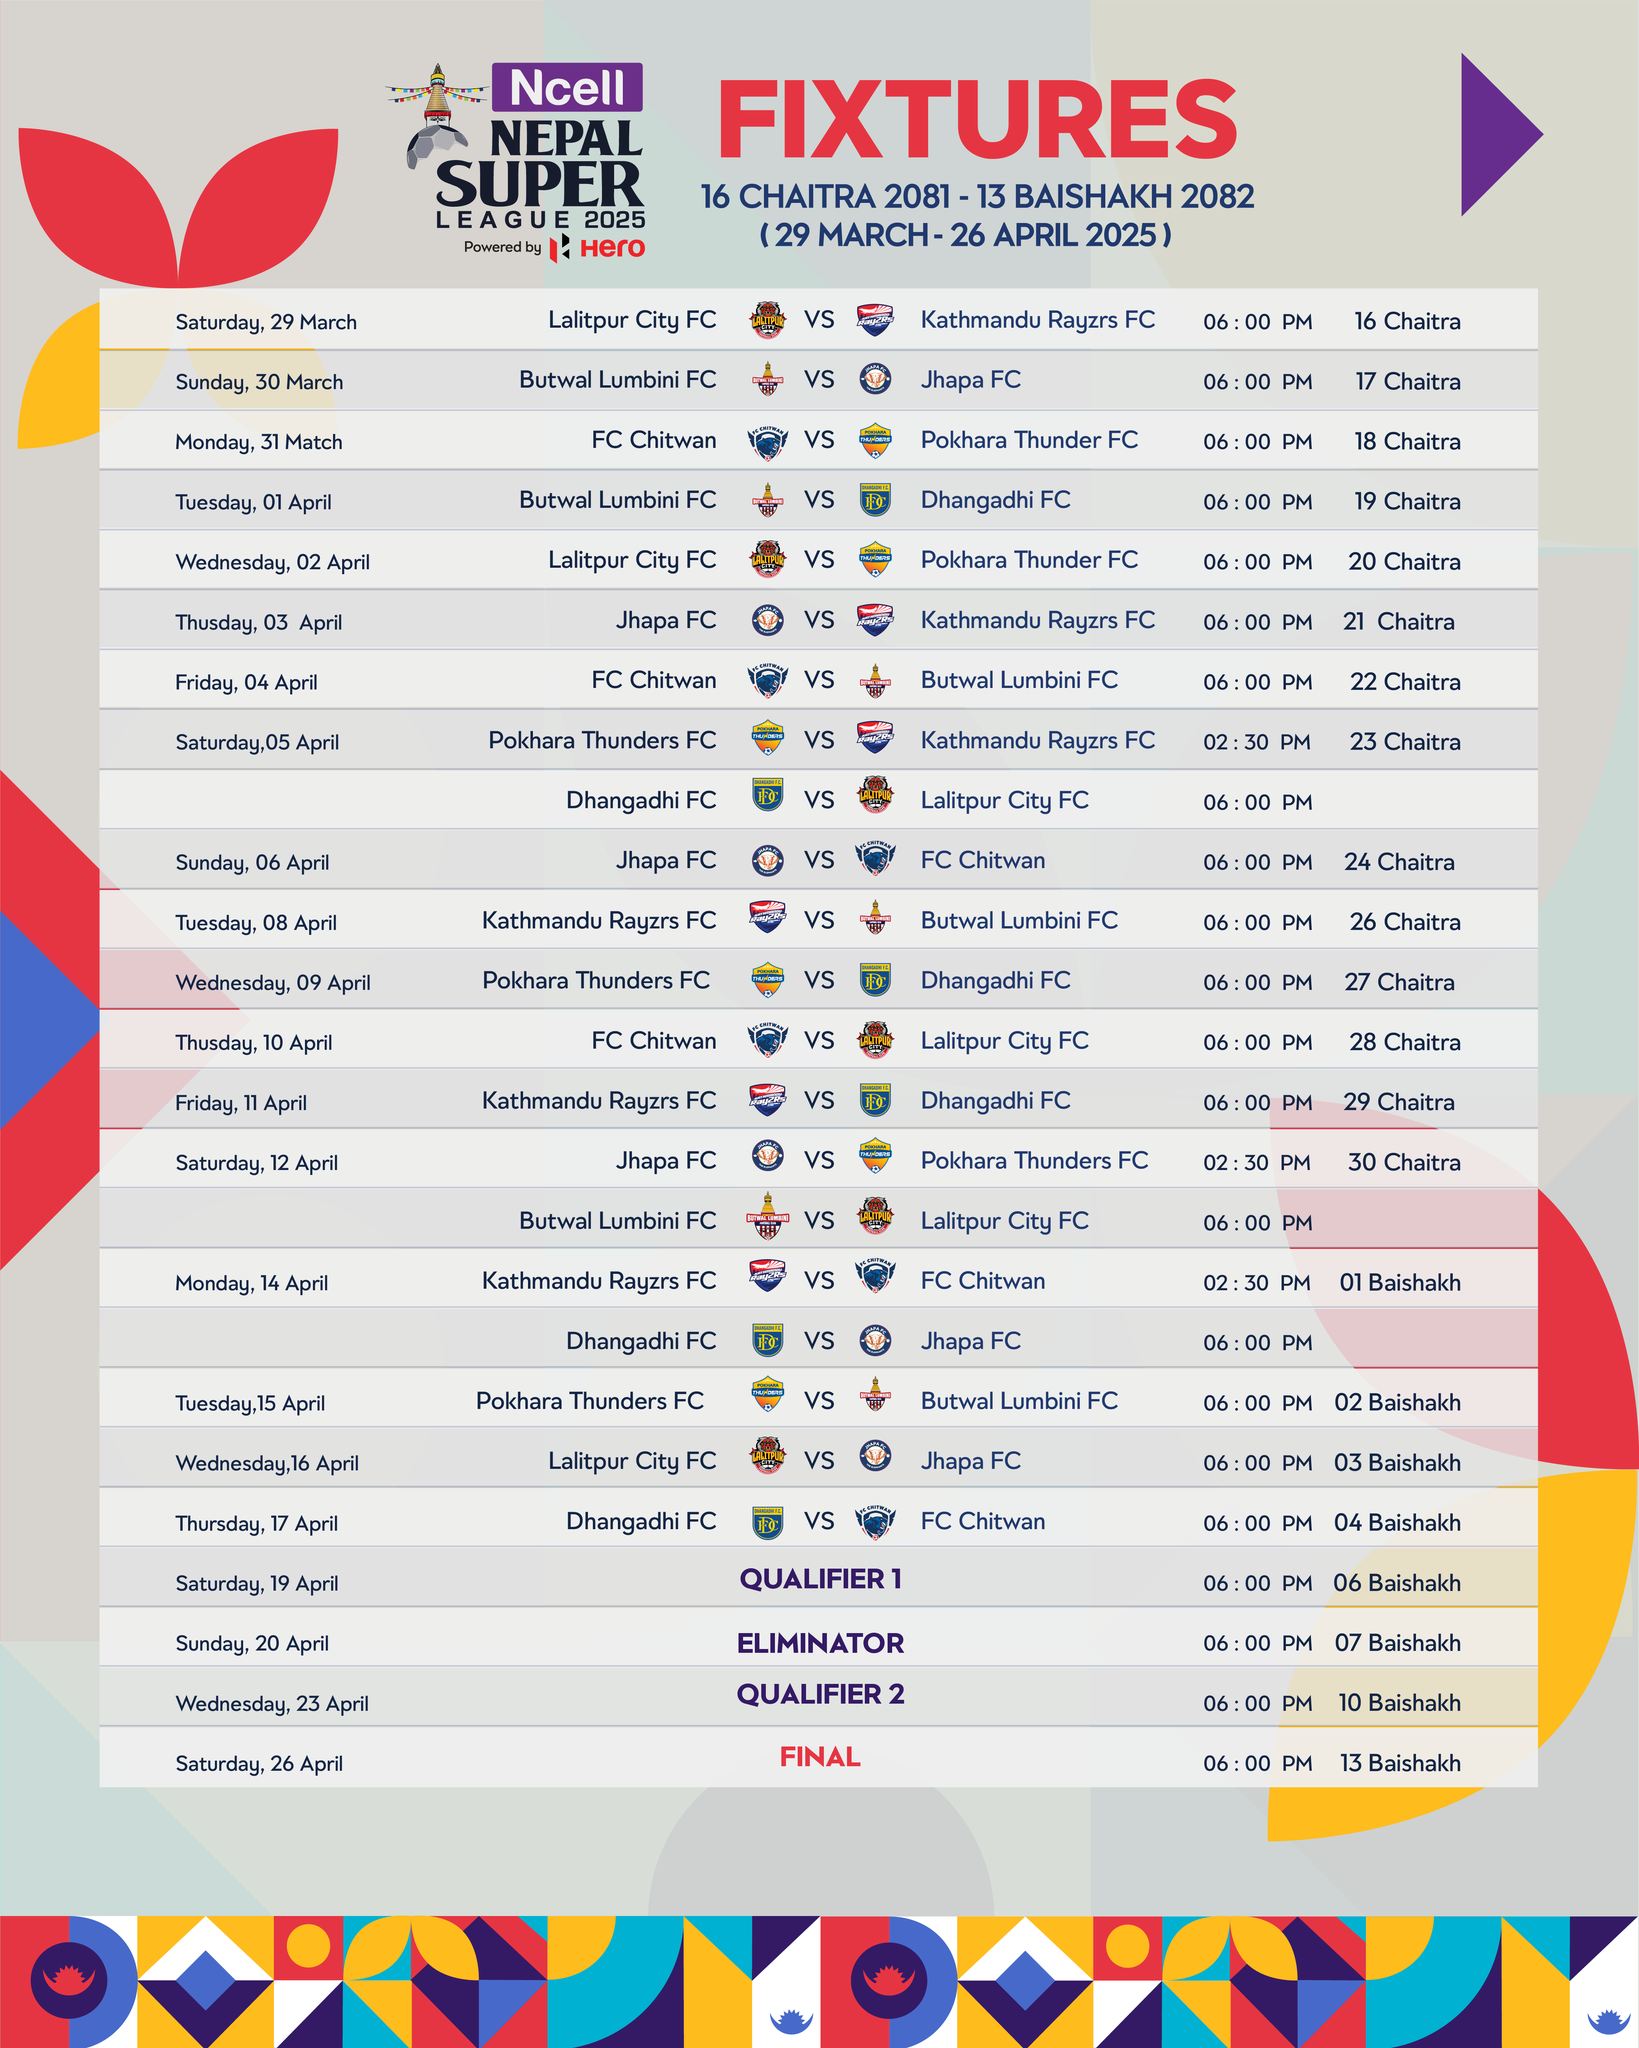 Ncell
NEPAL
SUPER
LEAGUE 2025
Powered by Hero
FIXTURES
16 CHAITRA 2081 - 13 BAISHAKH 2082
( 29 MARCH - 26 APRIL 2025 )
Saturday, 29 March Lalitpur City FC VS Kathmandu Rayzrs FC 06 : 00 PM 16 Chaitra
Sunday, 30 March Butwal Lumbini FC VS Jhapa FC 06 : 00 PM 17 Chaitra
Monday, 31 Match FC Chitwan VS Pokhara Thunder FC 06 : 00 PM 18 Chaitra
Tuesday, 01 April Butwal Lumbini FC VS Dhangadhi FC 06 : 00 PM 19 Chaitra
Wednesday, 02 April Lalitpur City FC VS Pokhara Thunder FC 06 : 00 PM 20 Chaitra
Thusday, 03 April Jhapa FC VS Kathmandu Rayzrs FC 06 : 00 PM 21 Chaitra
Friday, 04 April FC Chitwan VS Butwal Lumbini FC 06 : 00 PM 22 Chaitra
Saturday,05 April Pokhara Thunders FC VS Kathmandu Rayzrs FC 02 : 30 PM 23 Chaitra
Dhangadhi FC VS Lalitpur City FC 06 : 00 PM
Sunday, 06 April Jhapa FC VS FC Chitwan 06 : 00 PM 24 Chaitra
Tuesday, 08 April Kathmandu Rayzrs FC VS Butwal Lumbini FC 06 : 00 PM 26 Chaitra
Wednesday, 09 April Pokhara Thunders FC VS Dhangadhi FC 06 : 00 PM 27 Chaitra
Thusday, 10 April FC Chitwan VS Lalitpur City FC 06 : 00 PM 28 Chaitra
Friday, 11 April Kathmandu Rayzrs FC VS Dhangadhi FC 06 : 00 PM 29 Chaitra
Saturday, 12 April Jhapa FC VS Pokhara Thunders FC 02 : 30 PM 30 Chaitra
Butwal Lumbini FC VS Lalitpur City FC 06 : 00 PM
Monday, 14 April Kathmandu Rayzrs FC VS FC Chitwan 02 : 30 PM 01 Baishakh
Dhangadhi FC VS Jhapa FC 06 : 00 PM
Tuesday,15 April Pokhara Thunders FC VS Butwal Lumbini FC 06 : 00 PM 02 Baishakh
Wednesday,16 April Lalitpur City FC VS Jhapa FC 06 : 00 PM 03 Baishakh
Thursday, 17 April Dhangadhi FC VS FC Chitwan 06 : 00 PM 04 Baishakh
Saturday, 19 April QUALIFIER 1 06 : 00 PM 06 Baishakh
Sunday, 20 April ELIMINATOR 06 : 00 PM 07 Baishakh
Wednesday, 23 April QUALIFIER 2 06 : 00 PM 10 Baishakh
Saturday, 26 April FINAL 06 : 00 PM 13 Baishakh